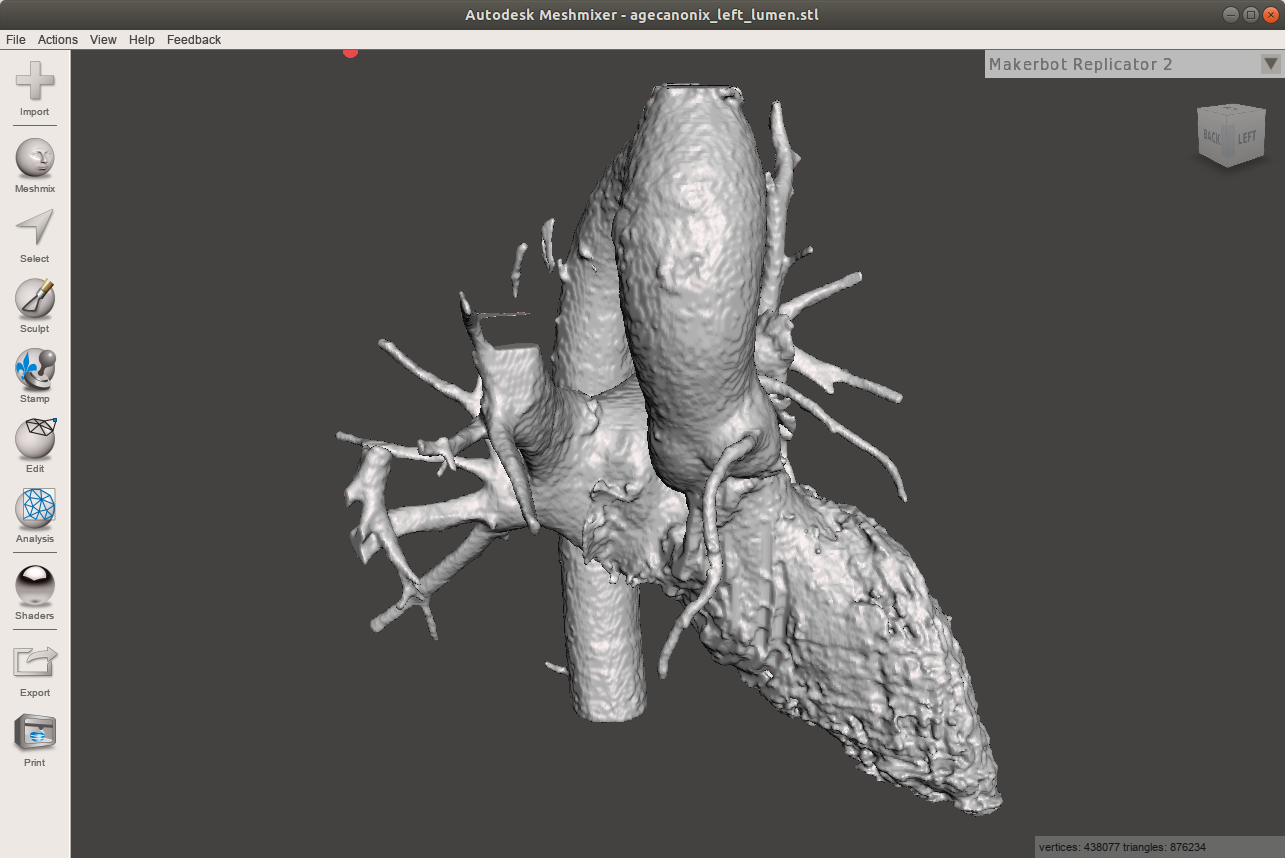 Autodesk Meshmixer - agecanonix_left_lumen.stl
File Actions View Help Feedback
Makerbot Replicator 2
BACK LEFT
Import
Meshmix
Select
Sculpt
Stamp
Edit
Analysis
Shaders
Export
Print
vertices: 438077 triangles: 876234